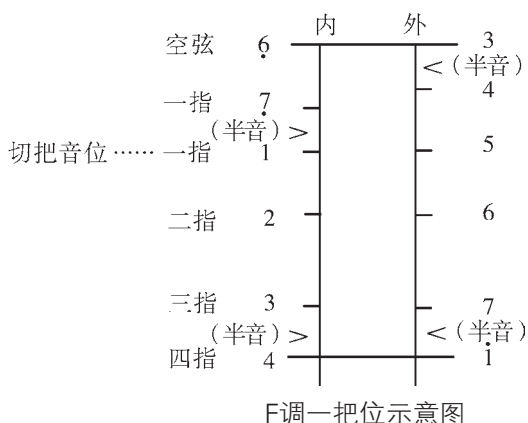 内 外
空弦 6̣ 3
<(半音)
4
一指 7̣
(半音)>
切把音位……一指 1 5
二指 2 6
三指 3 7
(半音)> <(半音)
四指 4 1̇
F调一把位示意图